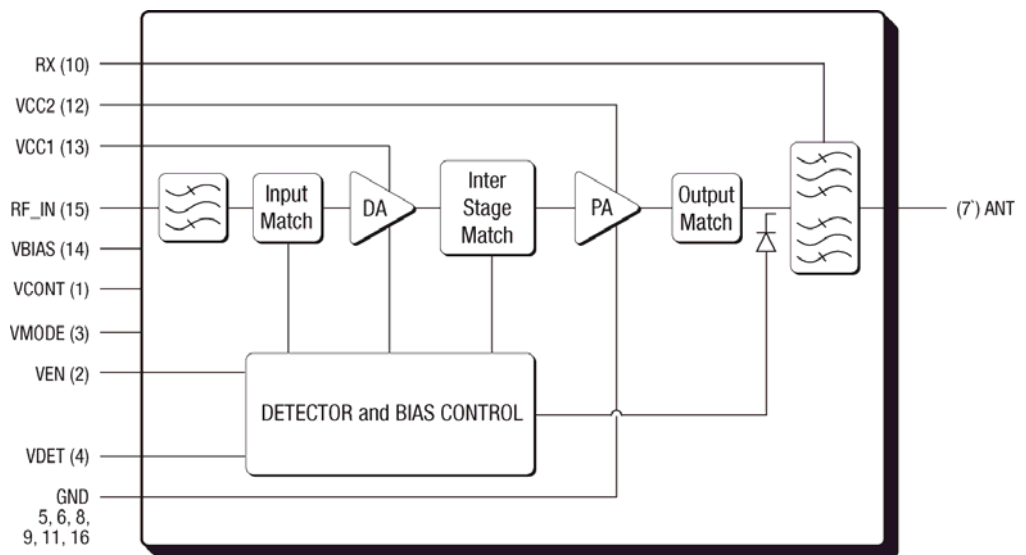 RX (10)
VCC2 (12)
VCC1 (13)
RF_IN (15)
VBIAS (14)
VCONT (1)
VMODE (3)
VEN (2)
VDET (4)
GND
5, 6, 8,
9, 11, 16
Input
Match
DA
Inter
Stage
Match
PA
Output
Match
(7*) ANT
DETECTOR and BIAS CONTROL